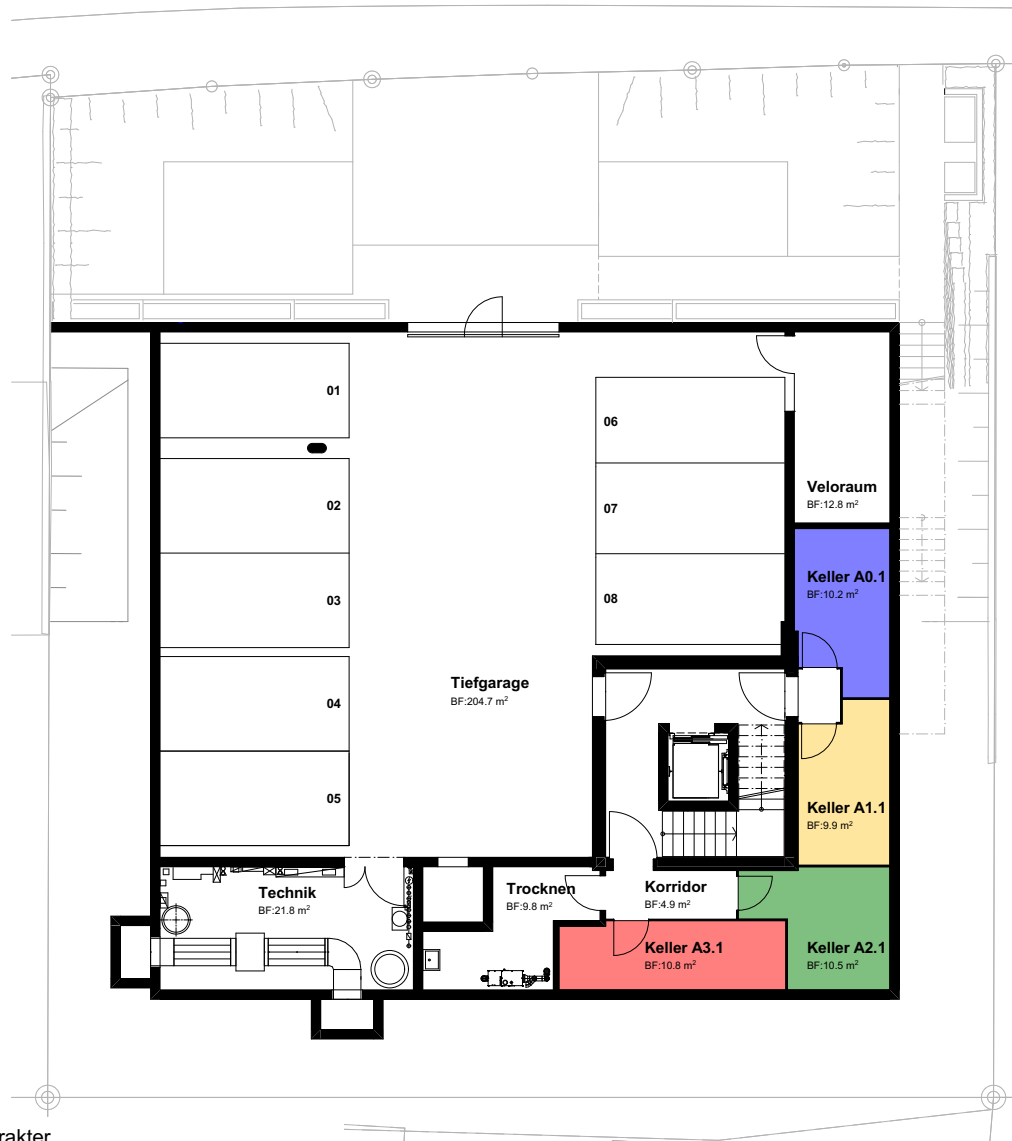 01
06
02
07
Veloraum
BF:12.8 m²
Keller A0.1
BF:10.2 m²
03
08
Tiefgarage
BF:204.7 m²
04
05
Keller A1.1
BF:9.9 m²
Technik
BF:21.8 m²
Trocknen
BF:9.8 m²
Korridor
BF:4.9 m²
Keller A3.1
BF:10.8 m²
Keller A2.1
BF:10.5 m²